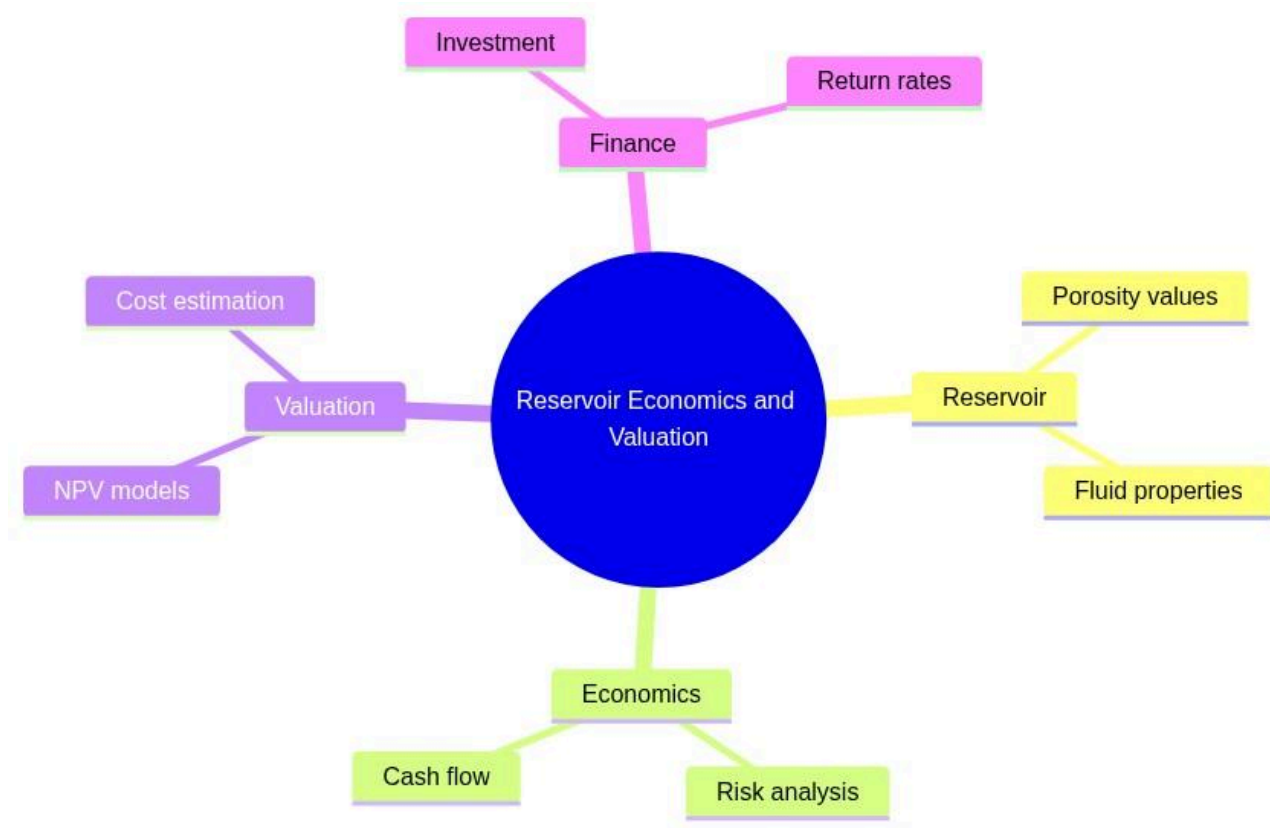 Investment
Return rates
Finance
Cost estimation
Porosity values
Valuation
Reservoir Economics and
Valuation
Reservoir
NPV models
Fluid properties
Economics
Cash flow
Risk analysis